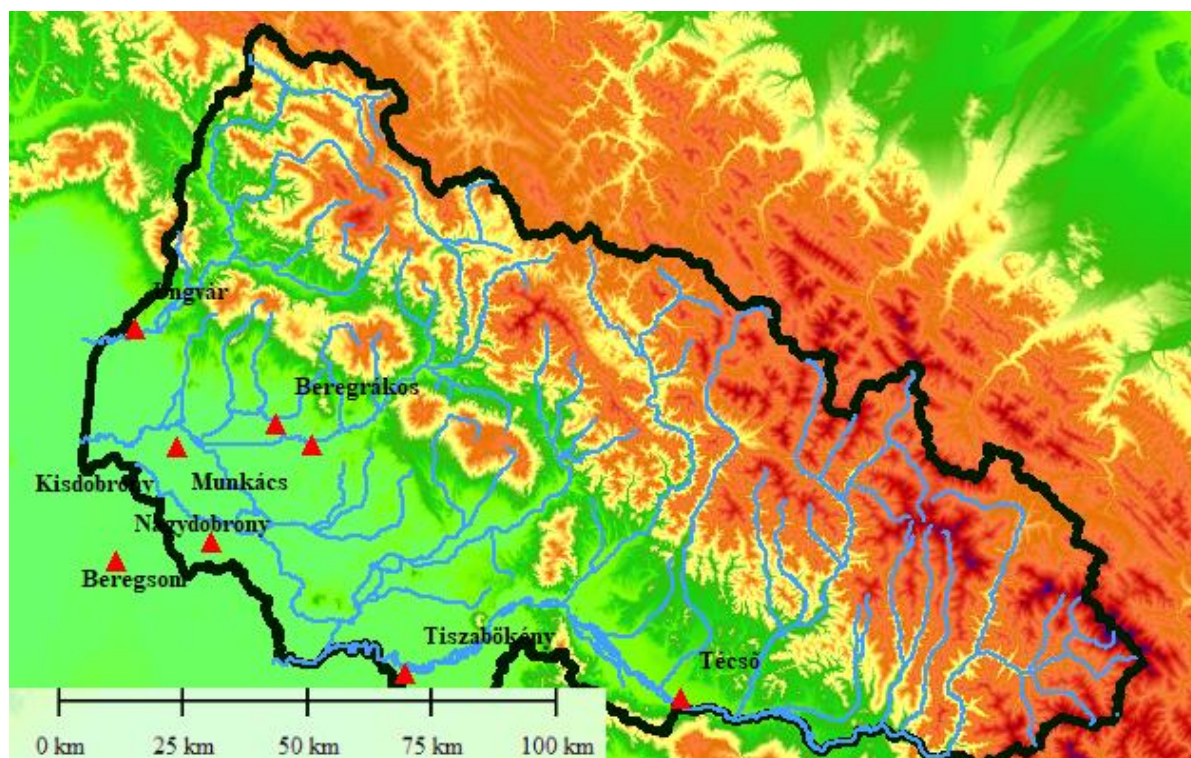 Ungvár
Beregrákos
Kisdobrony
Munkács
Nagydobrony
Beregsom
Tiszabökény
Técső
0 km
25 km
50 km
75 km
100 km